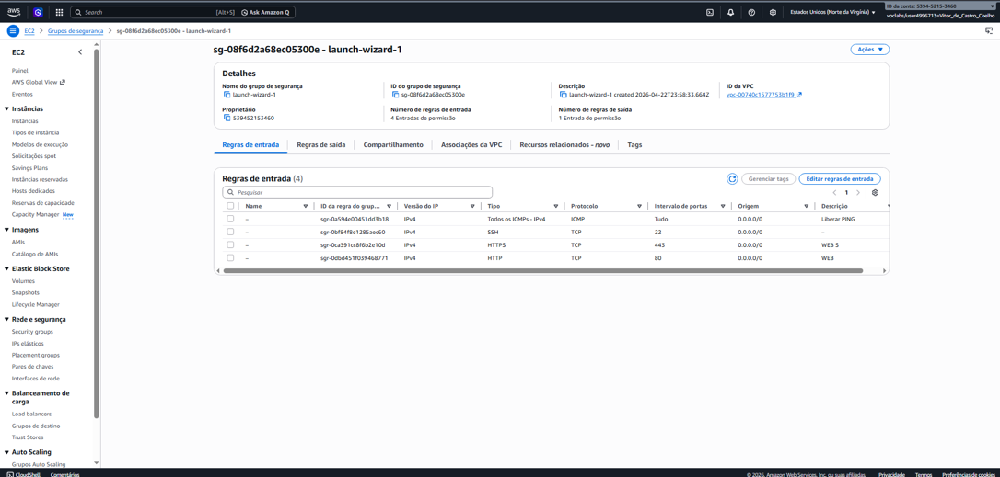 aws
Search
[Alt+S]
Ask Amazon Q
Estados Unidos (Norte da Virgínia)
ID da conta: 5394-5215-3460
voclabs/user4996713=Vitor_de_Castro_Coelho
EC2 > Grupos de segurança > sg-08f6d2a68ec05300e - launch-wizard-1
EC2
Painel
AWS Global View
Eventos
Instâncias
Instâncias
Tipos de instância
Modelos de execução
Solicitações spot
Savings Plans
Instâncias reservadas
Hosts dedicados
Reservas de capacidade
Capacity Manager New
Imagens
AMIs
Catálogo de AMIs
Elastic Block Store
Volumes
Snapshots
Lifecycle Manager
Rede e segurança
Security groups
IPs elásticos
Placement groups
Pares de chaves
Interfaces de rede
Balanceamento de
carga
Load balancers
Grupos de destino
Trust Stores
Auto Scaling
Grupos Auto Scaling
sg-08f6d2a68ec05300e - launch-wizard-1
Ações
Detalhes
Nome do grupo de segurança
launch-wizard-1
ID do grupo de segurança
sg-08f6d2a68ec05300e
Descrição
launch-wizard-1 created 2026-04-22T23:58:33.664Z
ID da VPC
vpc-00740c1577753b1f9
Proprietário
539452153460
Número de regras de entrada
4 Entradas de permissão
Número de regras de saída
1 Entrada de permissão
Regras de entrada
Regras de saída
Compartilhamento
Associações da VPC
Recursos relacionados - novo
Tags
Regras de entrada (4)
Gerenciar tags
Editar regras de entrada
Pesquisar
1
Name ID da regra do grup... Versão do IP Tipo Protocolo Intervalo de portas Origem Descrição
– sgr-0a594e00451dd3b18 IPv4 Todos os ICMPs - IPv4 ICMP Tudo 0.0.0.0/0 Liberar PING
– sgr-0bf84f8e1285aec60 IPv4 SSH TCP 22 0.0.0.0/0 –
– sgr-0ca391cc8f6b2e10d IPv4 HTTPS TCP 443 0.0.0.0/0 WEB S
– sgr-0dbd451f039468771 IPv4 HTTP TCP 80 0.0.0.0/0 WEB
CloudShell Comentários
© 2026, Amazon Web Services, Inc. ou suas afiliadas. Privacidade Termos Preferências de cookies